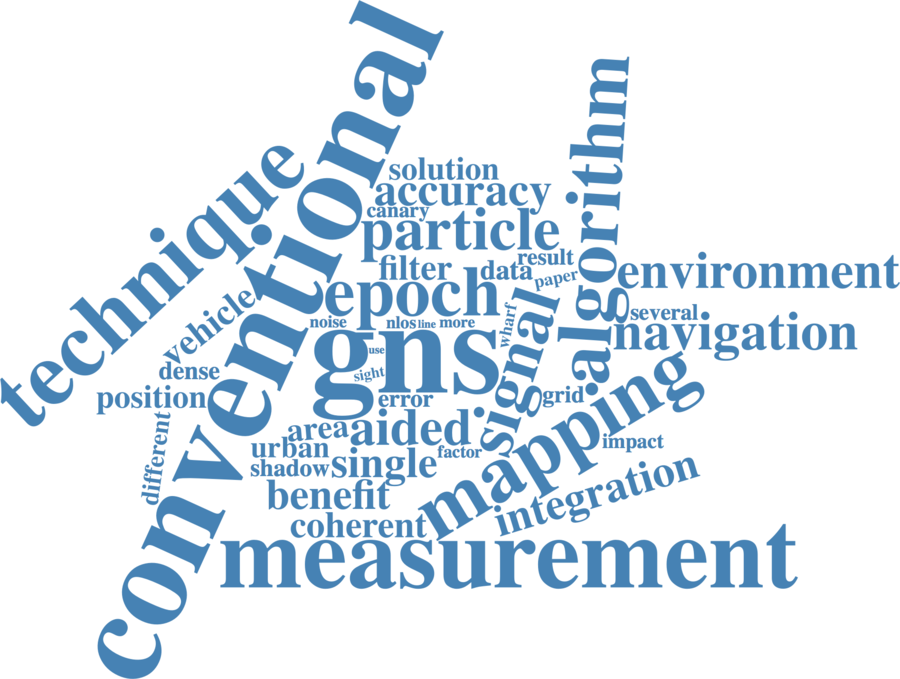 conventional
technique
algorithm
solution
accuracy
canary
particle
filter
data
result
paper
environment
epoch
vehicle
several
navigation
noise
nlos
line
more
wharf
signal
gns
use
sight
dense
position
error
grid
mapping
different
area
aided
urban
factor
impact
shadow
single
integration
benefit
coherent
measurement